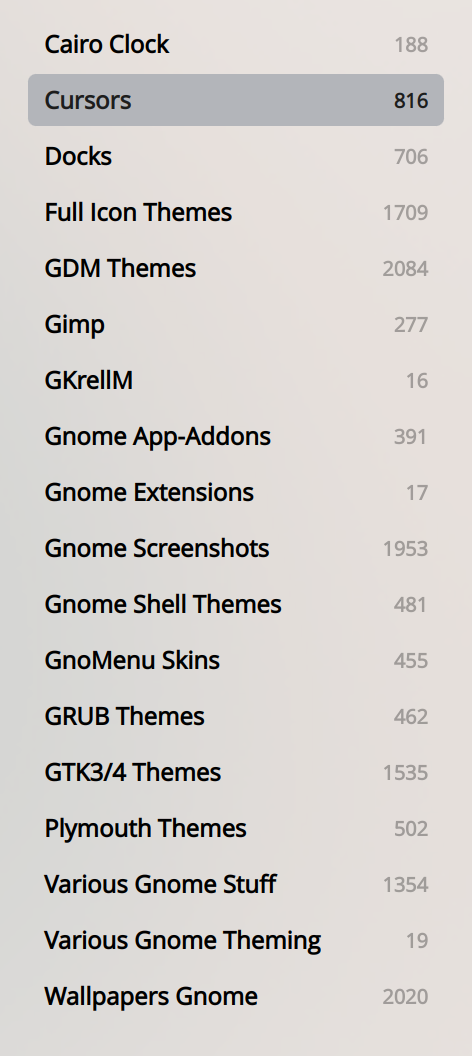 Cairo Clock 188
Cursors 816
Docks 706
Full Icon Themes 1709
GDM Themes 2084
Gimp 277
GKrellM 16
Gnome App-Addons 391
Gnome Extensions 17
Gnome Screenshots 1953
Gnome Shell Themes 481
GnoMenu Skins 455
GRUB Themes 462
GTK3/4 Themes 1535
Plymouth Themes 502
Various Gnome Stuff 1354
Various Gnome Theming 19
Wallpapers Gnome 2020